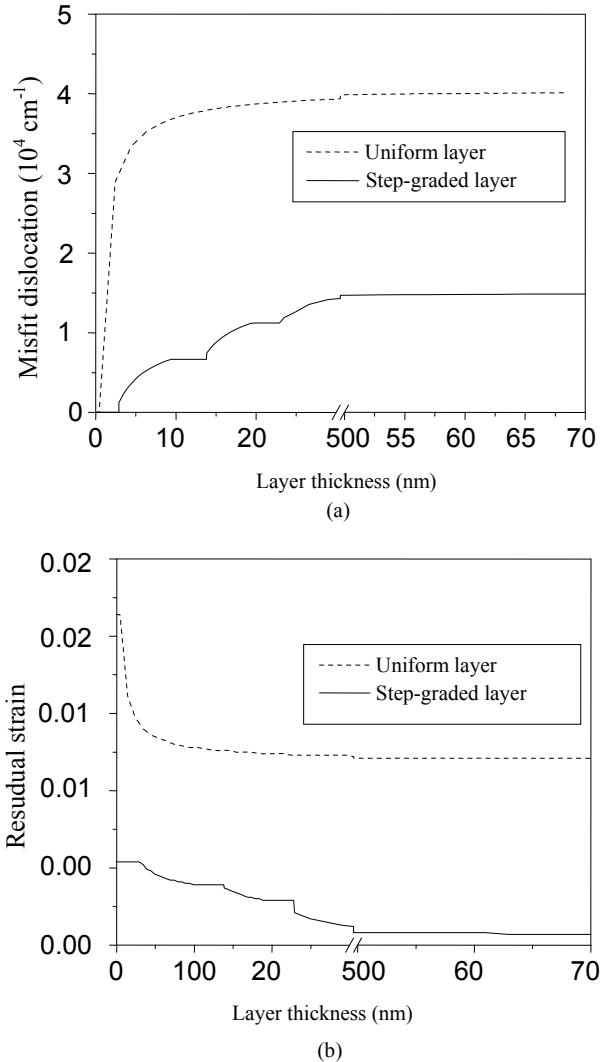 5
4
3
2
1
0
Misfit dislocation (10⁴ cm⁻¹)
Uniform layer
Step-graded layer
0 10 20 500 55 60 65 70
Layer thickness (nm)
(a)
0.02
0.02
0.01
0.01
0.00
0.00
Resudual strain
Uniform layer
Step-graded layer
0 100 20 500 60 70
Layer thickness (nm)
(b)